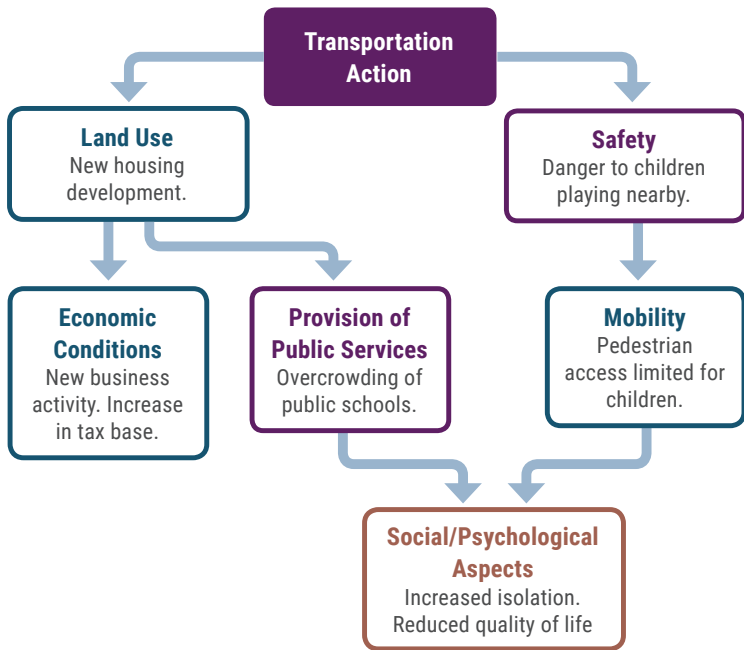 Transportation
Action
Land Use
New housing
development.
Safety
Danger to children
playing nearby.
Economic
Conditions
New business
activity. Increase
in tax base.
Provision of
Public Services
Overcrowding of
public schools.
Mobility
Pedestrian
access limited for
children.
Social/Psychological
Aspects
Increased isolation.
Reduced quality of life